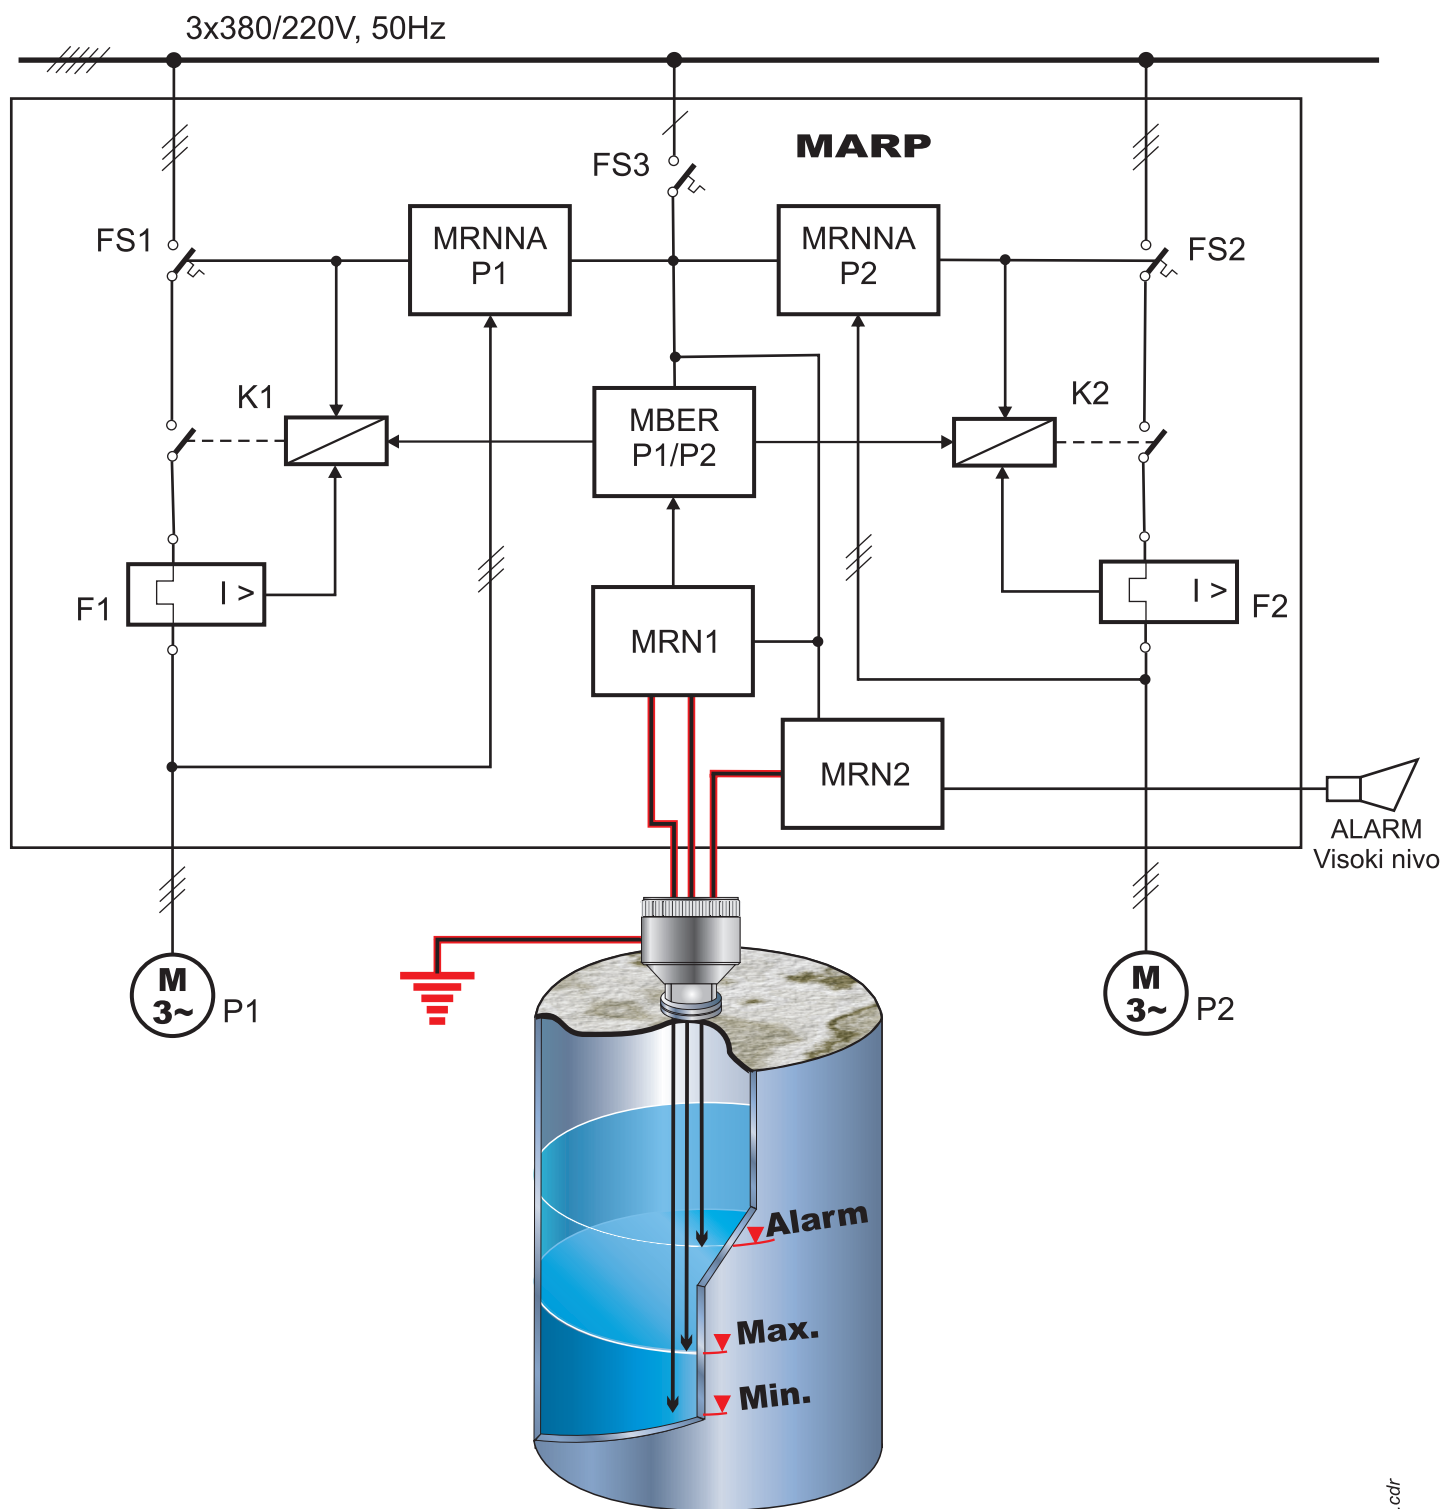 3x380/220V, 50Hz
MARP
FS3
FS1
MRNNA
P1
MRNNA
P2
FS2
K1
MBER
P1/P2
K2
F1
I >
MRN1
I >
F2
MRN2
ALARM
Visoki nivo
M
3~
P1
M
3~
P2
Alarm
Max.
Min.
.cdr